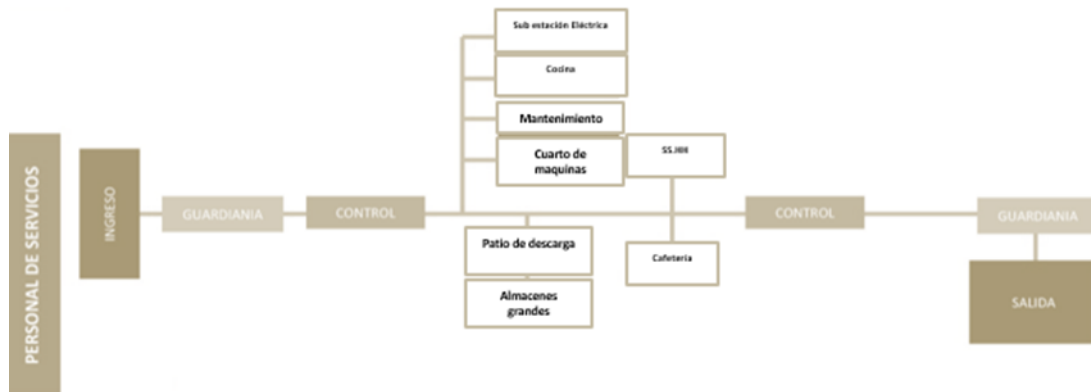 PERSONAL DE SERVICIOS
INGRESO
GUARDIANIA
CONTROL
Sub estación Eléctrica
Cocina
Mantenimiento
Cuarto de
maquinas
SS.HH
Patio de descarga
Almacenes
grandes
Cafeteria
CONTROL
GUARDIANIA
SALIDA